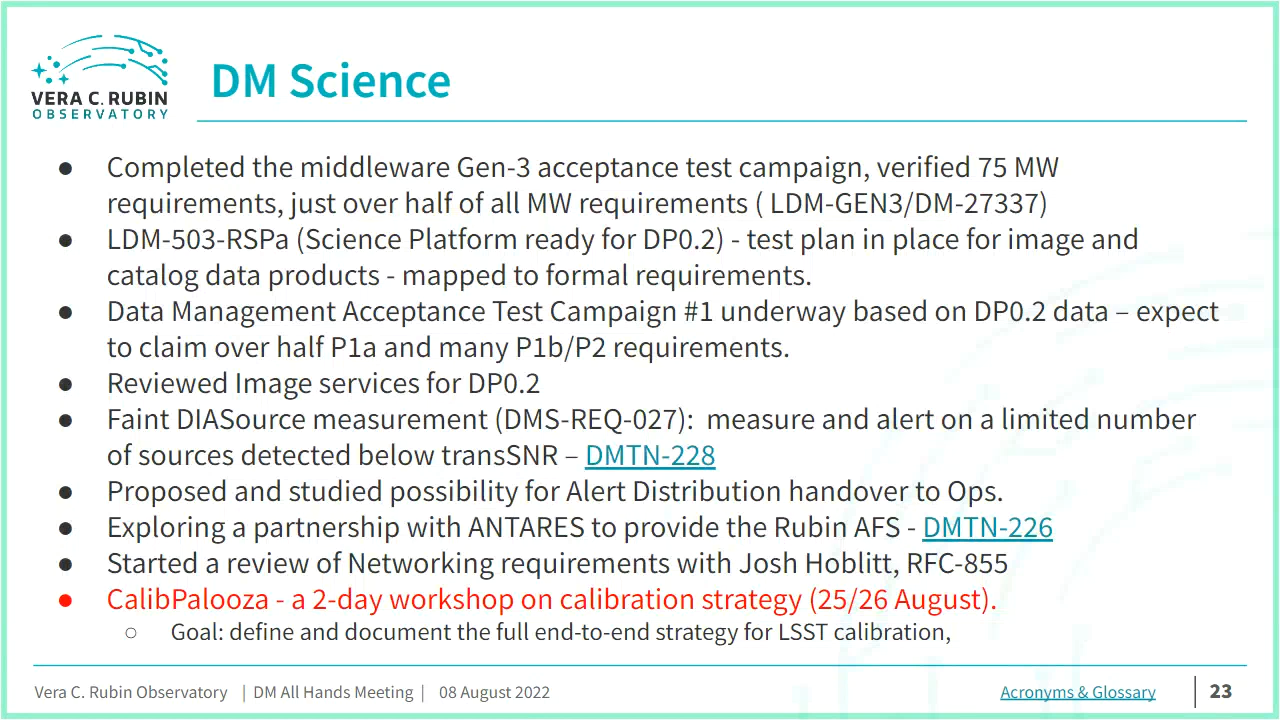 VERA C. RUBIN
OBSERVATORY
DM Science
● Completed the middleware Gen-3 acceptance test campaign, verified 75 MW
requirements, just over half of all MW requirements ( LDM-GEN3/DM-27337)
● LDM-503-RSPa (Science Platform ready for DP0.2) - test plan in place for image and
catalog data products - mapped to formal requirements.
● Data Management Acceptance Test Campaign #1 underway based on DP0.2 data – expect
to claim over half P1a and many P1b/P2 requirements.
● Reviewed Image services for DP0.2
● Faint DIASource measurement (DMS-REQ-027): measure and alert on a limited number
of sources detected below transSNR – DMTN-228
● Proposed and studied possibility for Alert Distribution handover to Ops.
● Exploring a partnership with ANTARES to provide the Rubin AFS - DMTN-226
● Started a review of Networking requirements with Josh Hoblitt, RFC-855
● CalibPalooza - a 2-day workshop on calibration strategy (25/26 August).
○ Goal: define and document the full end-to-end strategy for LSST calibration,
Vera C. Rubin Observatory | DM All Hands Meeting | 08 August 2022 Acronyms & Glossary 23